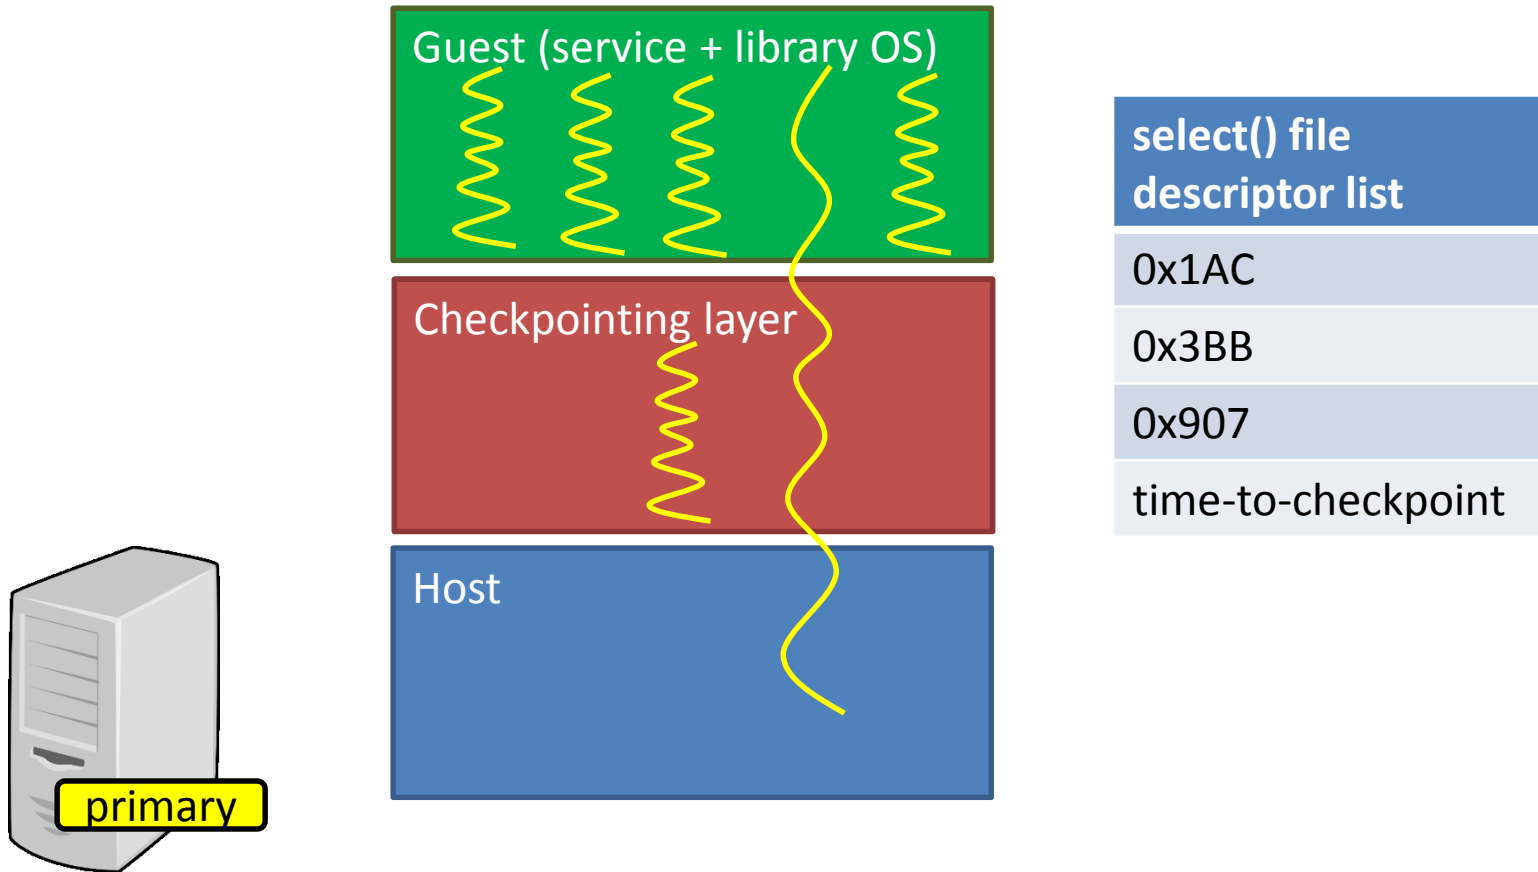 Guest (service + library OS)
Checkpointing layer
Host
primary
select() file
descriptor list
0x1AC
0x3BB
0x907
time-to-checkpoint